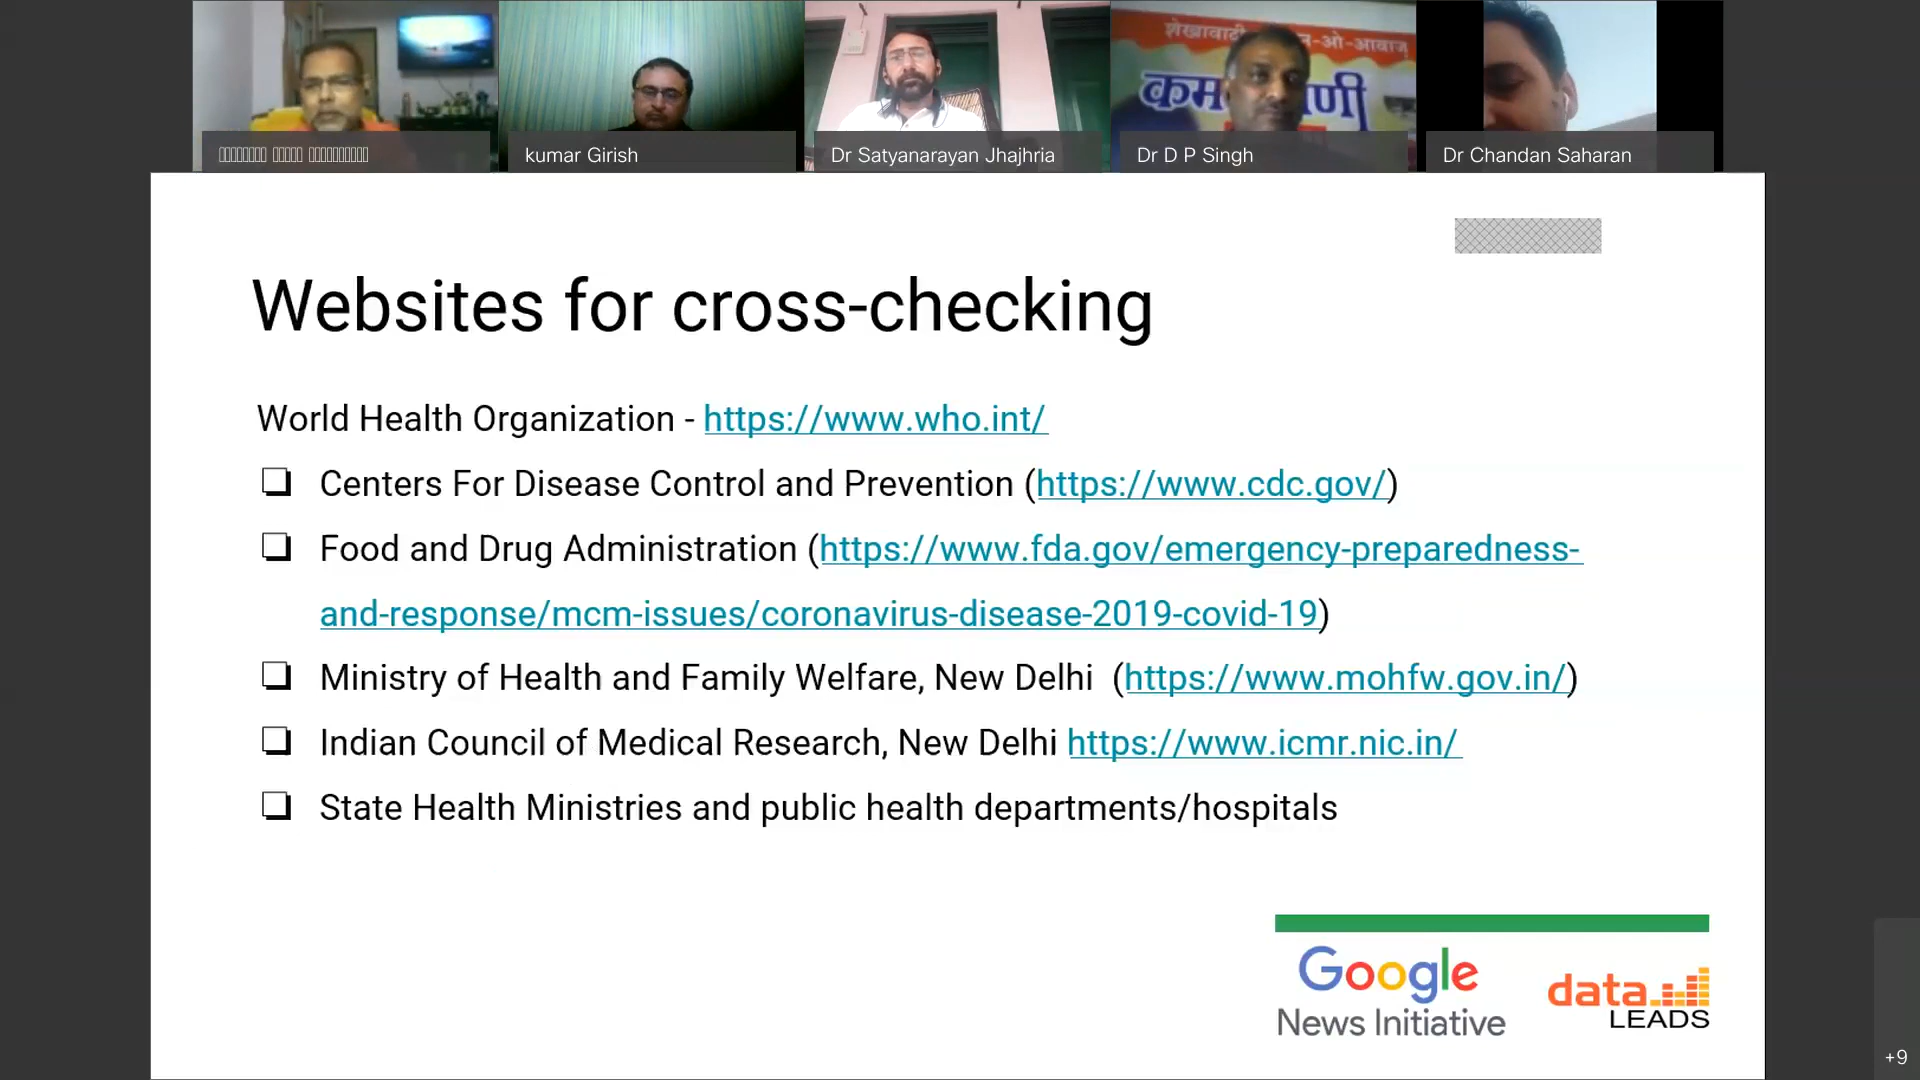 kumar Girish
Dr Satyanarayan Jhajhria
Dr D P Singh
Dr Chandan Saharan
Websites for cross-checking
World Health Organization - https://www.who.int/
❏ Centers For Disease Control and Prevention (https://www.cdc.gov/)
❏ Food and Drug Administration (https://www.fda.gov/emergency-preparedness-
and-response/mcm-issues/coronavirus-disease-2019-covid-19)
❏ Ministry of Health and Family Welfare, New Delhi (https://www.mohfw.gov.in/)
❏ Indian Council of Medical Research, New Delhi https://www.icmr.nic.in/
❏ State Health Ministries and public health departments/hospitals
Google
News Initiative
data
LEADS
+9